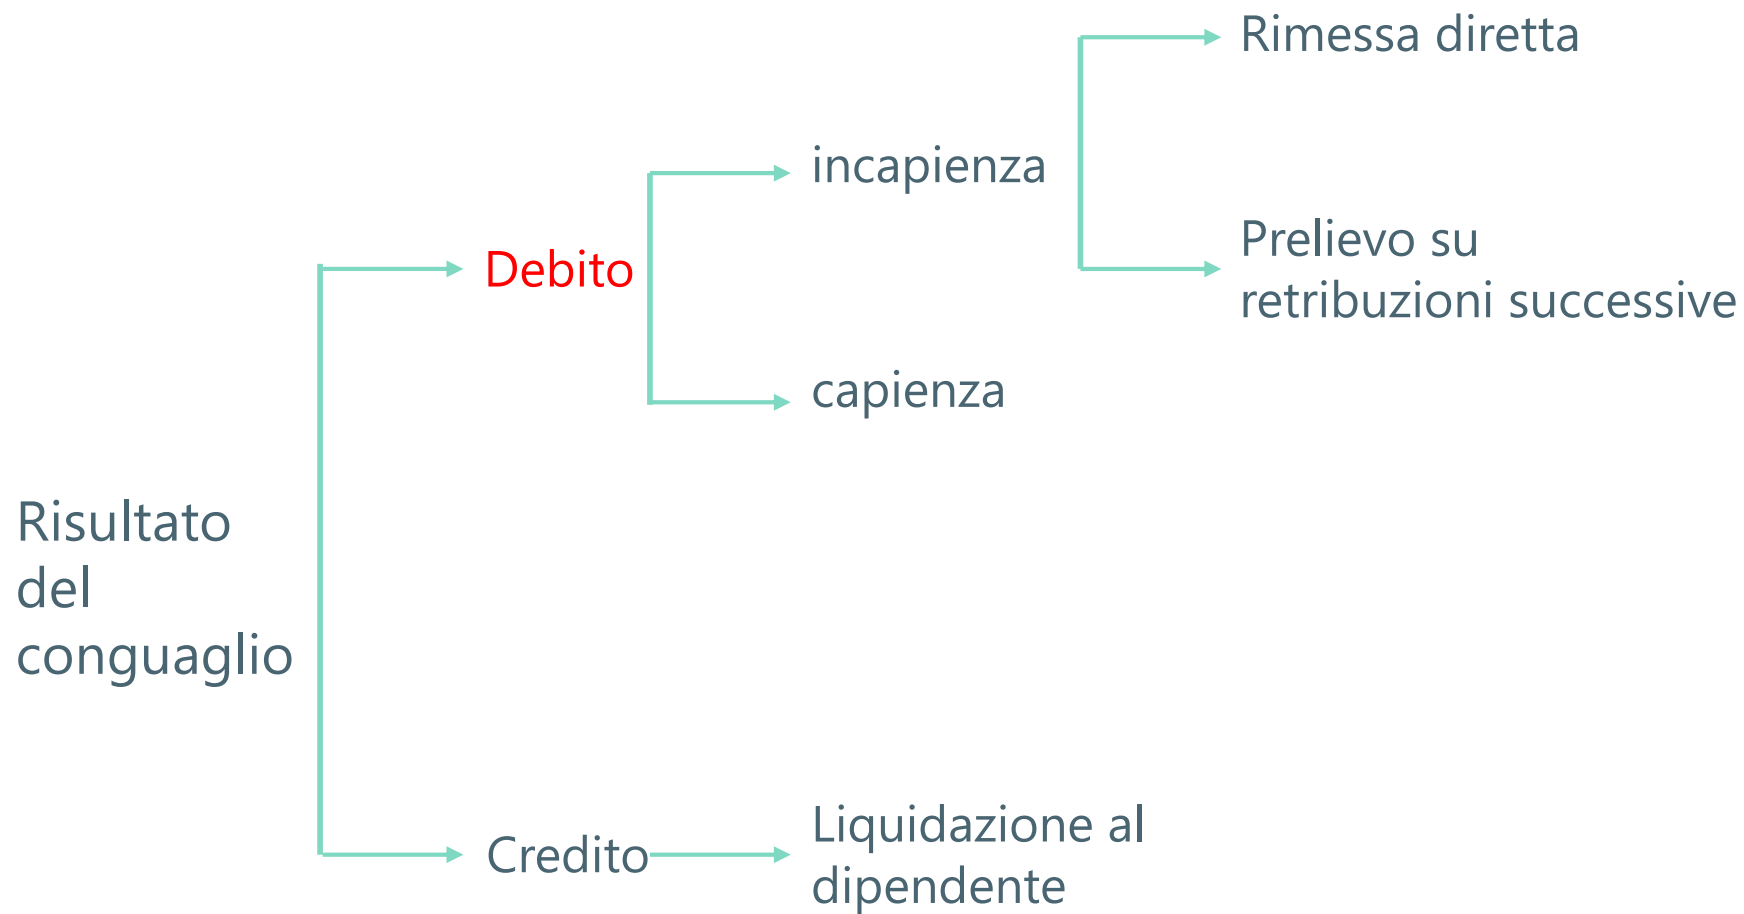 Rimessa diretta
incapienza
Prelievo su
retribuzioni successive
Debito
capienza
Risultato
del
conguaglio
Credito
Liquidazione al
dipendente